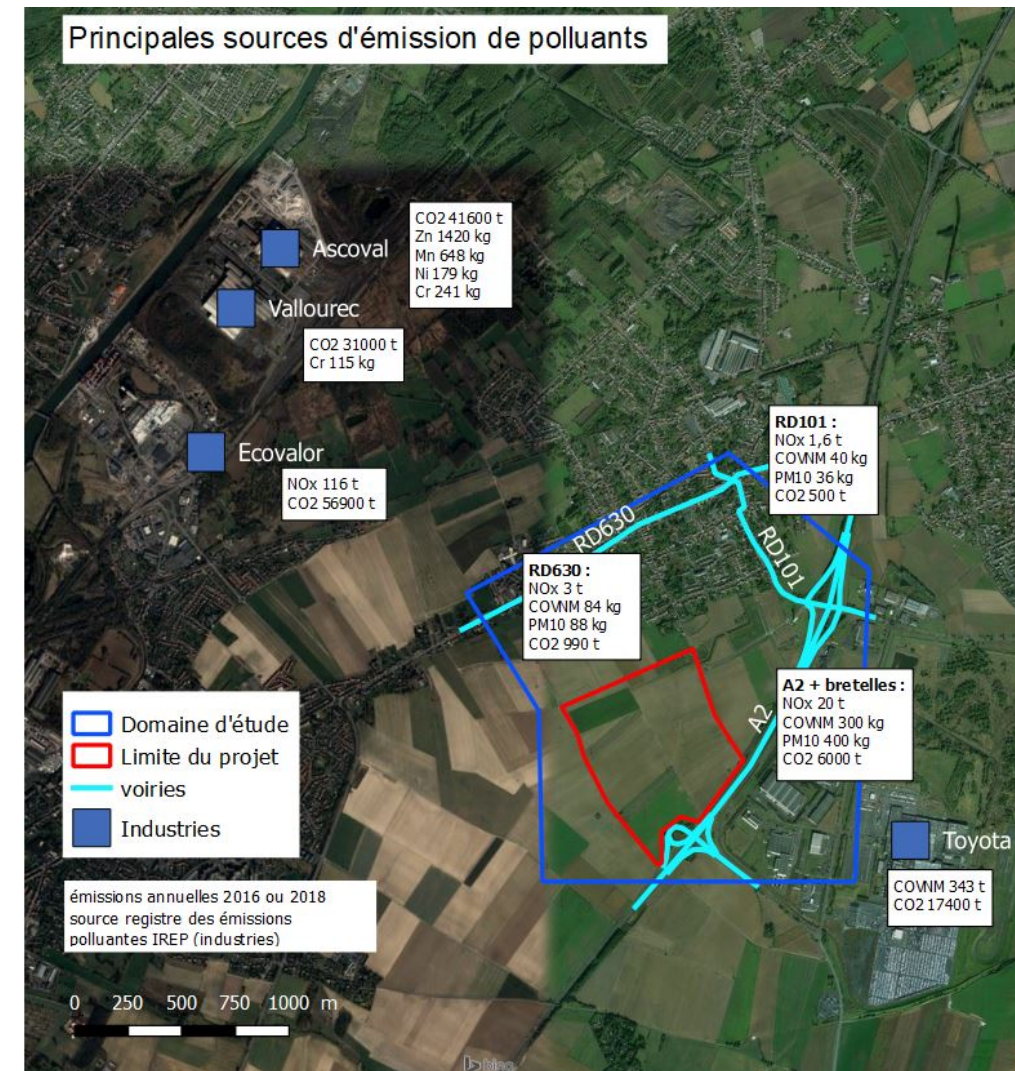 Principales sources d'émission de polluants
Ascoval
CO2 41600 t
Zn 1420 kg
Mn 648 kg
Ni 179 kg
Cr 241 kg
Vallourec
CO2 31000 t
Cr 115 kg
Ecovalor
NOx 116 t
CO2 56900 t
RD101 :
NOx 1,6 t
COVNM 40 kg
PM10 36 kg
CO2 500 t
RD630
RD101
RD630 :
NOx 3 t
COVNM 84 kg
PM10 88 kg
CO2 990 t
A2
A2 + bretelles :
NOx 20 t
COVNM 300 kg
PM10 400 kg
CO2 6000 t
Domaine d'étude
Limite du projet
voiries
Industries
Toyota
COVNM 343 t
CO2 17400 t
émissions annuelles 2016 ou 2018
source registre des émissions
polluantes IREP (industries)
0 250 500 750 1000 m
bing